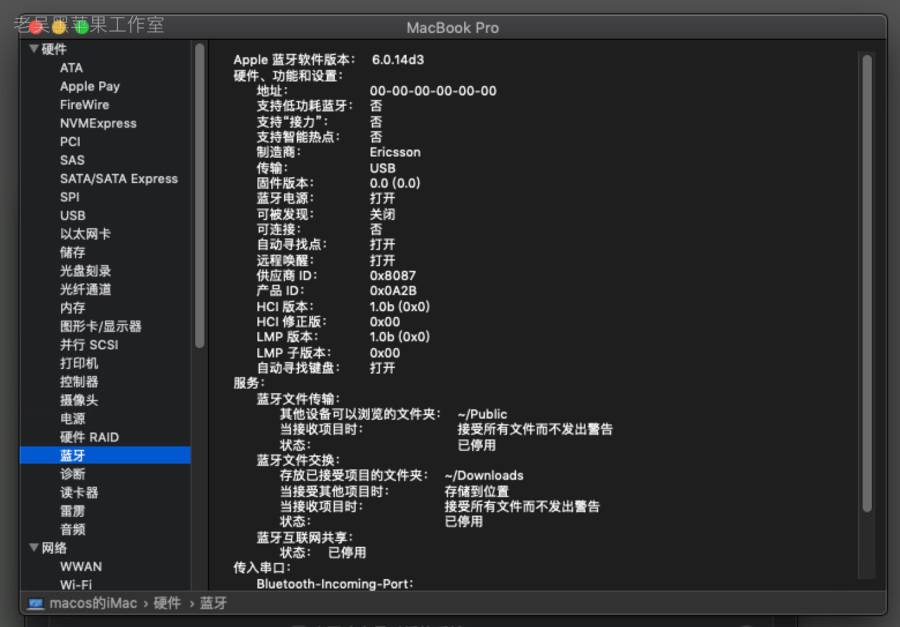 老吴黑苹果工作室
MacBook Pro
硬件
ATA
Apple Pay
FireWire
NVMExpress
PCI
SAS
SATA/SATA Express
SPI
USB
以太网卡
储存
光盘刻录
光纤通道
内存
图形卡/显示器
并行 SCSI
打印机
控制器
摄像头
电源
硬件 RAID
蓝牙
诊断
读卡器
雷雳
音频
网络
WWAN
Wi-Fi
Apple 蓝牙软件版本: 6.0.14d3
硬件、功能和设置:
地址: 00-00-00-00-00-00
支持低功耗蓝牙: 否
支持“接力”: 否
支持智能热点: 否
制造商: Ericsson
传输: USB
固件版本: 0.0 (0.0)
蓝牙电源: 打开
可被发现: 关闭
可连接: 否
自动寻找点: 打开
远程唤醒: 打开
供应商 ID: 0x8087
产品 ID: 0x0A2B
HCI 版本: 1.0b (0x0)
HCI 修正版: 0x00
LMP 版本: 1.0b (0x0)
LMP 子版本: 0x00
自动寻找键盘: 打开
服务:
蓝牙文件传输:
其他设备可以浏览的文件夹: ~/Public
当接收项目时: 接受所有文件而不发出警告
状态: 已停用
蓝牙文件交换:
存放已接受项目的文件夹: ~/Downloads
当接受其他项目时: 存储到位置
当接收项目时: 接受所有文件而不发出警告
状态: 已停用
蓝牙互联网共享:
状态: 已停用
传入串口:
Bluetooth-Incoming-Port:
macos的iMac › 硬件 › 蓝牙